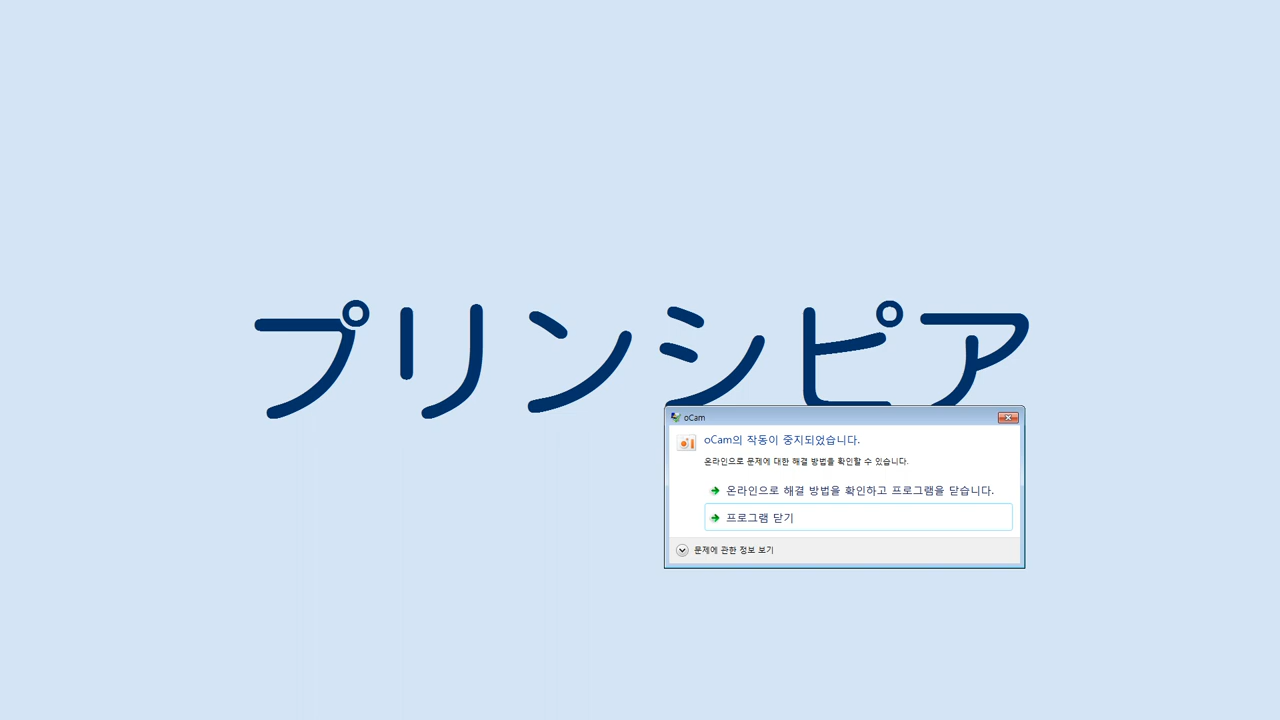 プリンシピア
oCam
oCam의 작동이 중지되었습니다.
온라인으로 문제에 대한 해결 방법을 확인할 수 있습니다.
온라인으로 해결 방법을 확인하고 프로그램을 닫습니다.
프로그램 닫기
문제에 관한 정보 보기